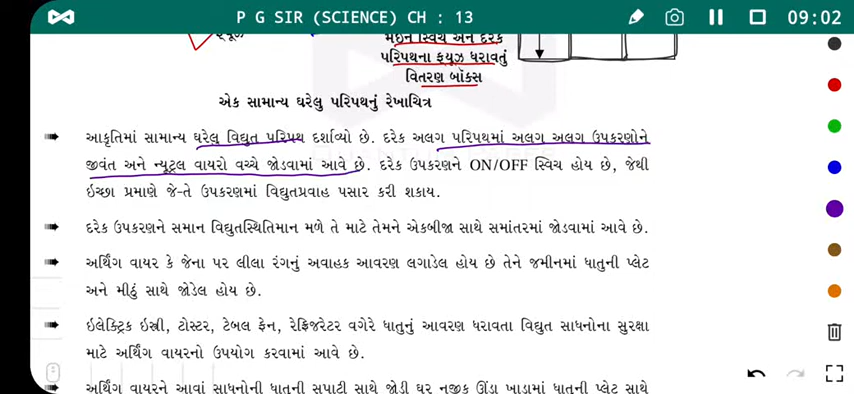 P G SIR (SCIENCE) CH : 13
09:02
ફ્યૂઝ
મેઇન સ્વિચ અને દરેક
પરિપથના ફ્યૂઝ ધરાવતું
વિતરણ બૉક્સ
એક સામાન્ય ઘરેલુ પરિપથનું રેખાચિત્ર
આકૃતિમાં સામાન્ય ઘરેલુ વિદ્યુત પરિપથ દર્શાવ્યો છે. દરેક અલગ પરિપથમાં અલગ અલગ ઉપકરણોને
જીવંત અને ન્યૂટ્રલ વાયરો વચ્ચે જોડવામાં આવે છે. દરેક ઉપકરણને ON/OFF સ્વિચ હોય છે, જેથી
ઇચ્છા પ્રમાણે જે-તે ઉપકરણમાં વિદ્યુતપ્રવાહ પસાર કરી શકાય.
દરેક ઉપકરણને સમાન વિદ્યુતસ્થિતિમાન મળે તે માટે તેમને એકબીજા સાથે સમાંતરમાં જોડવામાં આવે છે.
અર્થિંગ વાયર કે જેના પર લીલા રંગનું અવાહક આવરણ લગાડેલ હોય છે તેને જમીનમાં ધાતુની પ્લેટ
અને મીઠું સાથે જોડેલ હોય છે.
ઇલેક્ટ્રિક ઇસ્ત્રી, ટોસ્ટર, ટેબલ ફેન, રેફ્રિજરેટર વગેરે ધાતુનું આવરણ ધરાવતા વિદ્યુત સાધનોના સુરક્ષા
માટે અર્થિંગ વાયરનો ઉપયોગ કરવામાં આવે છે.
અર્થિંગ વાયરને આવાં સાધનોની ધાતુની સપાટી સાથે જોડી ઘર નજીક ઊંડા ખાડામાં ધાતુની પ્લેટ સાથે